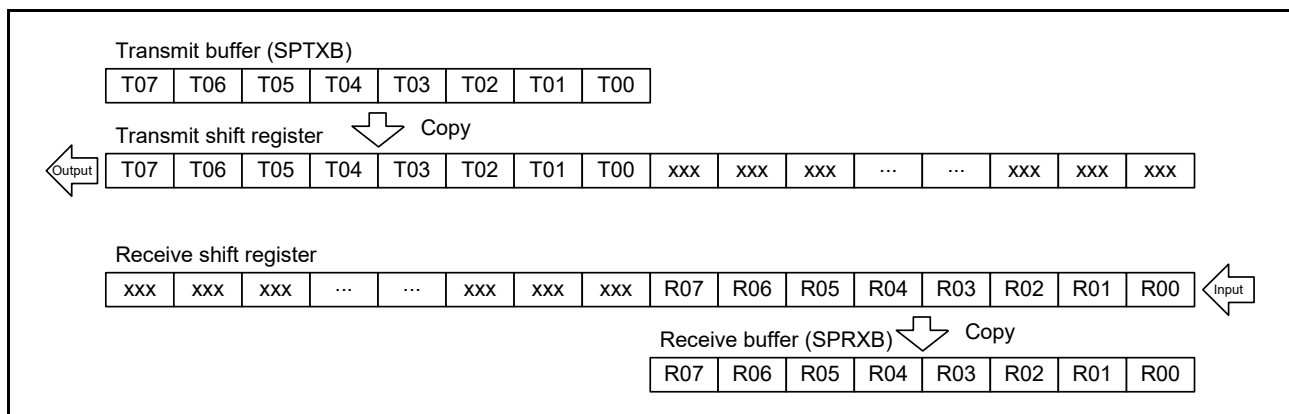 Transmit buffer (SPTXB)
T07 T06 T05 T04 T03 T02 T01 T00
Transmit shift register Copy
Output T07 T06 T05 T04 T03 T02 T01 T00 xxx xxx xxx ... ... xxx xxx xxx
Receive shift register
xxx xxx xxx ... ... xxx xxx xxx R07 R06 R05 R04 R03 R02 R01 R00 Input
Receive buffer (SPRXB) Copy
R07 R06 R05 R04 R03 R02 R01 R00